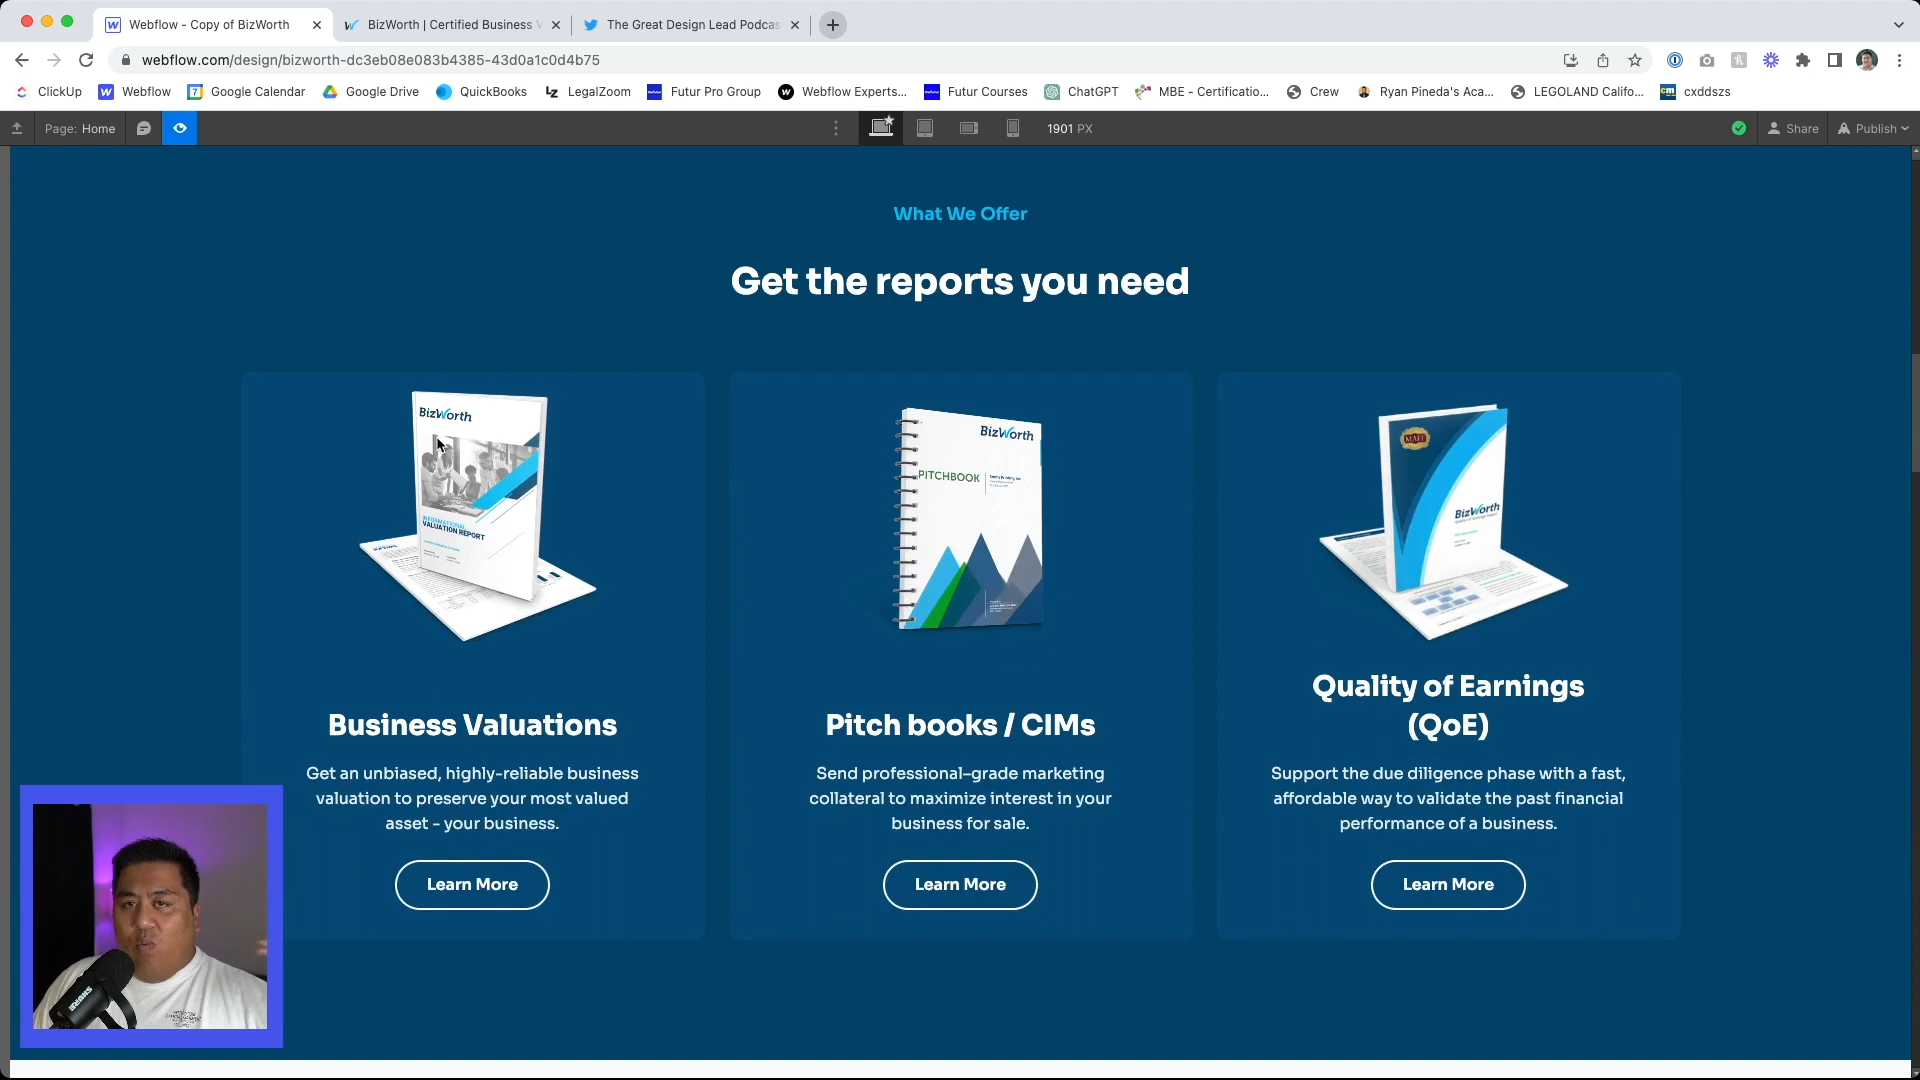 Webflow - Copy of BizWorth
BizWorth | Certified Business V
The Great Design Lead Podcas
webflow.com/design/bizworth-dc3eb08e083b4385-43d0a1c0d4b75
ClickUp
Webflow
Google Calendar
Google Drive
QuickBooks
LegalZoom
Futur Pro Group
Webflow Experts...
Futur Courses
ChatGPT
MBE - Certificatio...
Crew
Ryan Pineda's Aca...
LEGOLAND Califo...
cxddszs
Page: Home
1901 PX
Share
Publish
What We Offer
Get the reports you need
BizWorth
INFORMATIONAL
VALUATION REPORT
BizWorth
PITCHBOOK
MAFF
BizWorth
Business Valuations
Pitch books / CIMs
Quality of Earnings
(QoE)
Get an unbiased, highly-reliable business
valuation to preserve your most valued
asset - your business.
Send professional–grade marketing
collateral to maximize interest in your
business for sale.
Support the due diligence phase with a fast,
affordable way to validate the past financial
performance of a business.
Learn More
Learn More
Learn More
SHURE